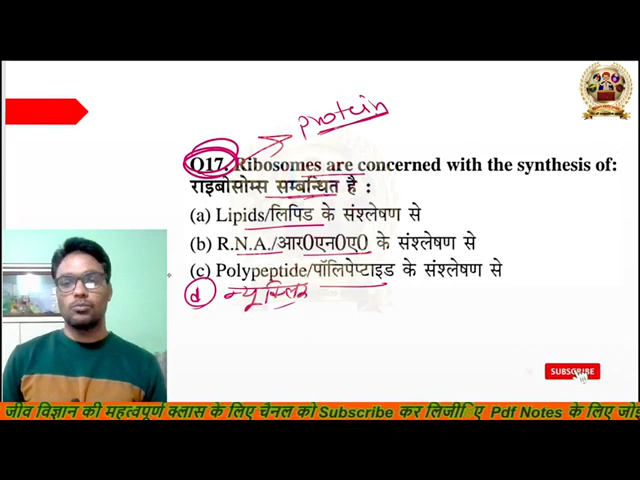 protein
Q17. Ribosomes are concerned with the synthesis of:
राइबोसोम्स सम्बन्धित है :
(a) Lipids/लिपिड के संश्लेषण से
(b) R.N.A./आर0एन0ए0 के संश्लेषण से
(c) Polypeptide/पॉलिपेप्टाइड के संश्लेषण से
d
SUBSCRIBE
जीव विज्ञान की महत्वपूर्ण क्लास के लिए चैनल को Subscribe कर लिजीए Pdf Notes के लिए जोड़